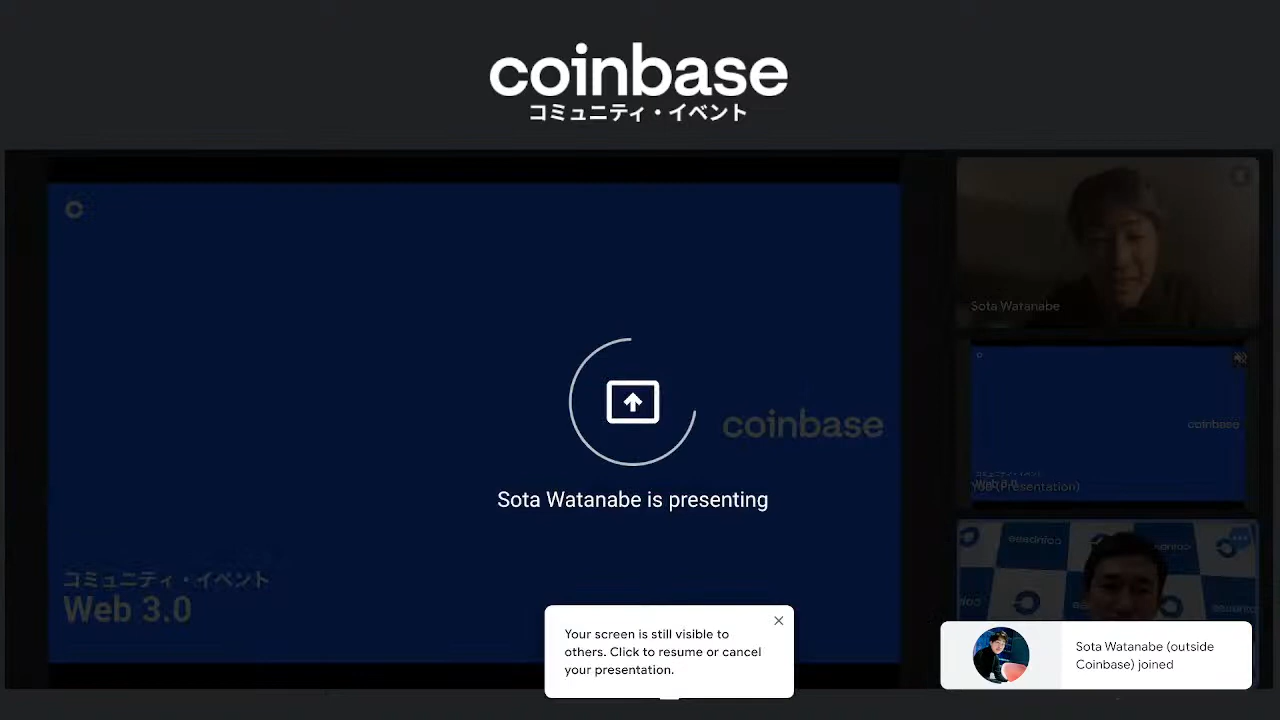 coinbase
コミュニティ・イベント
Sota Watanabe
coinbase
coinbase
Sota Watanabe is presenting
You (Presentation)
コミュニティ・イベント
Web 3.0
Your screen is still visible to
others. Click to resume or cancel
your presentation.
Sota Watanabe (outside
Coinbase) joined